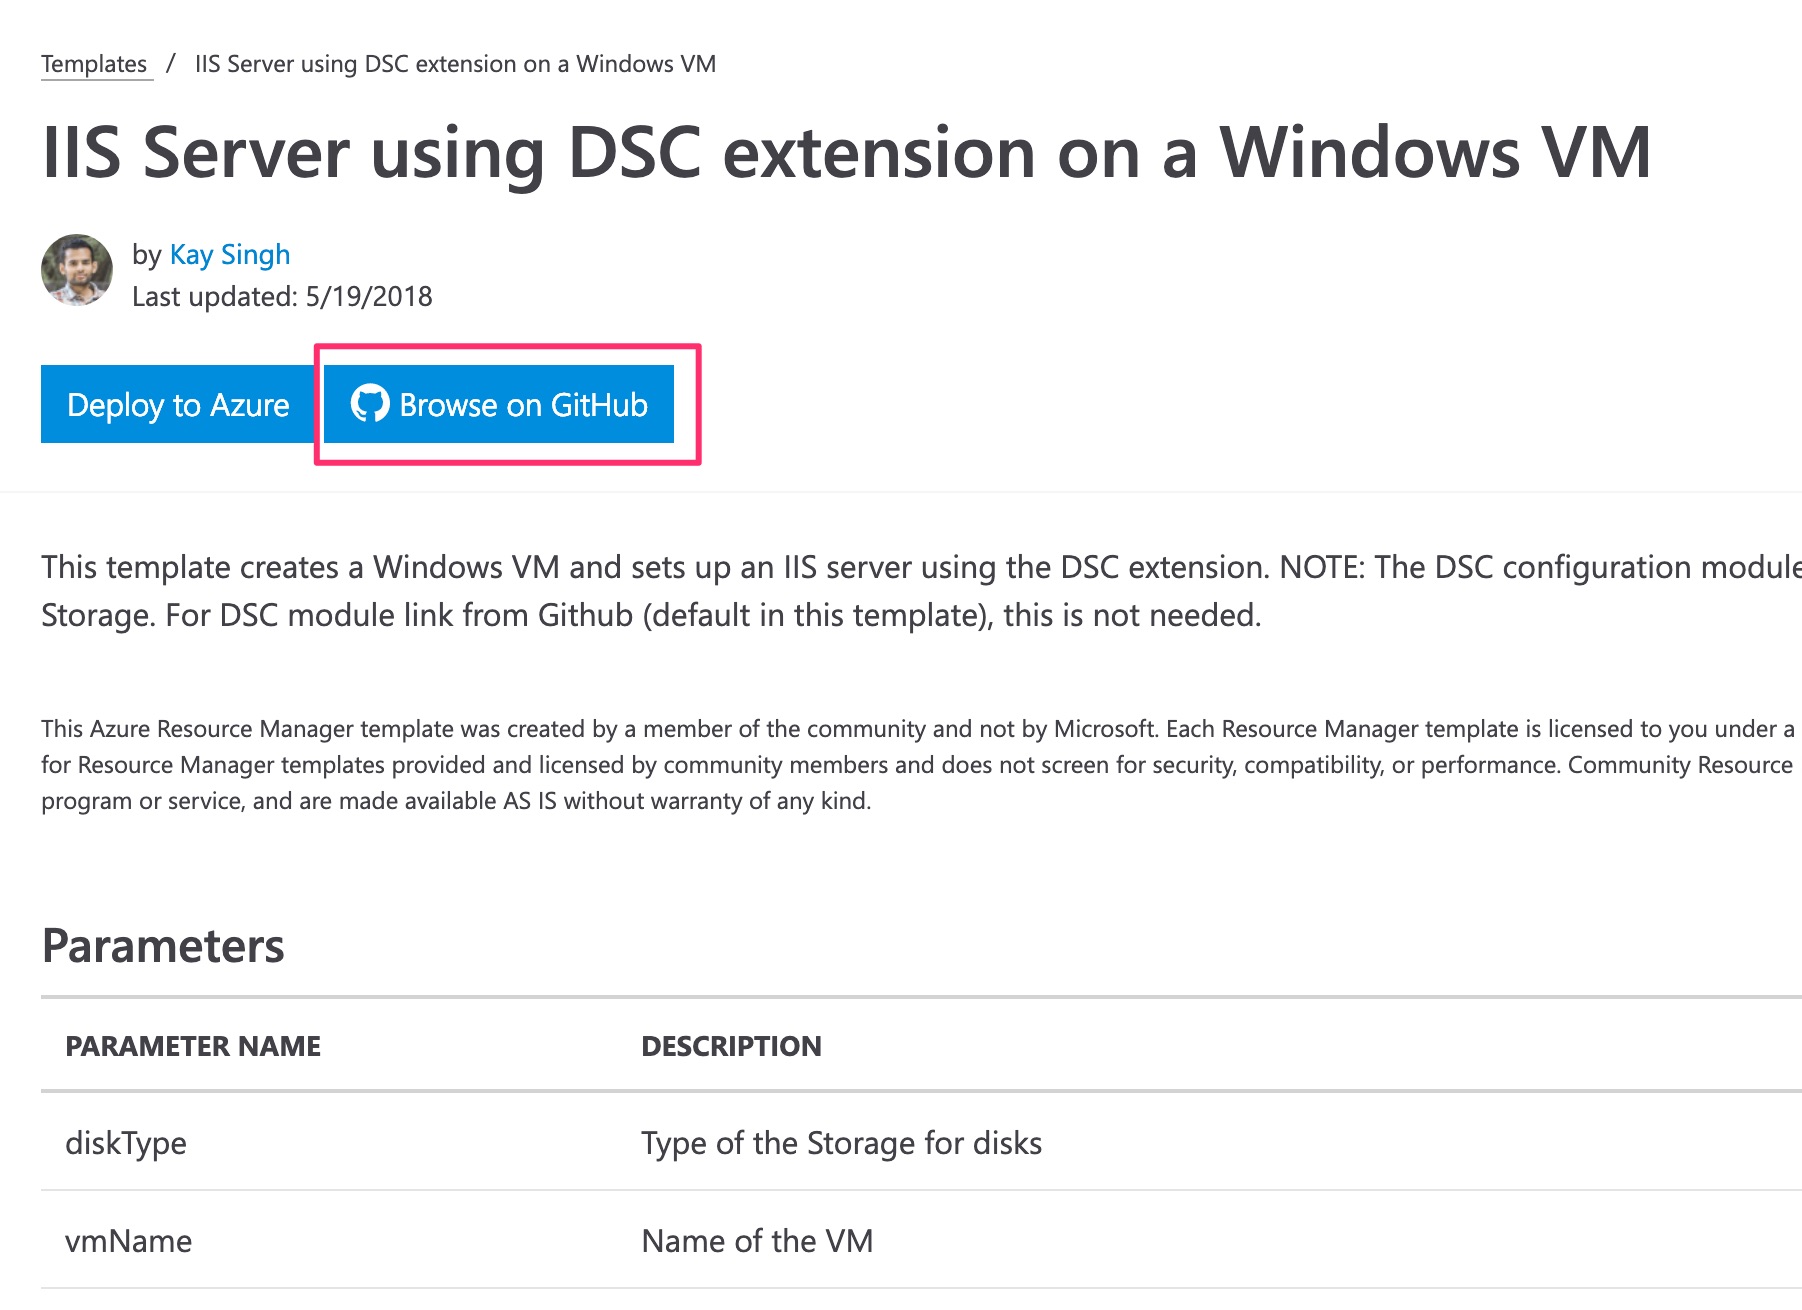 Templates / IIS Server using DSC extension on a Windows VM
IIS Server using DSC extension on a Windows VM
by Kay Singh
Last updated: 5/19/2018
Deploy to Azure
Browse on GitHub
This template creates a Windows VM and sets up an IIS server using the DSC extension. NOTE: The DSC configuration module
Storage. For DSC module link from Github (default in this template), this is not needed.
This Azure Resource Manager template was created by a member of the community and not by Microsoft. Each Resource Manager template is licensed to you under a
for Resource Manager templates provided and licensed by community members and does not screen for security, compatibility, or performance. Community Resource
program or service, and are made available AS IS without warranty of any kind.
Parameters
PARAMETER NAME DESCRIPTION
diskType Type of the Storage for disks
vmName Name of the VM